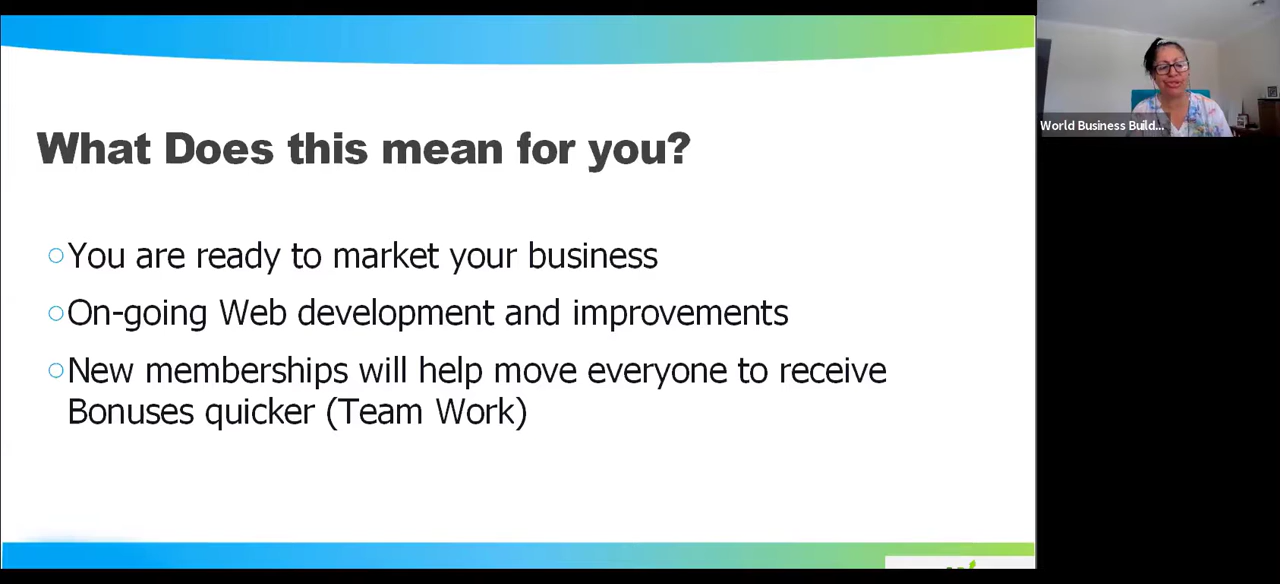 What Does this mean for you?
You are ready to market your business
On-going Web development and improvements
New memberships will help move everyone to receive
Bonuses quicker (Team Work)
World Business Build...